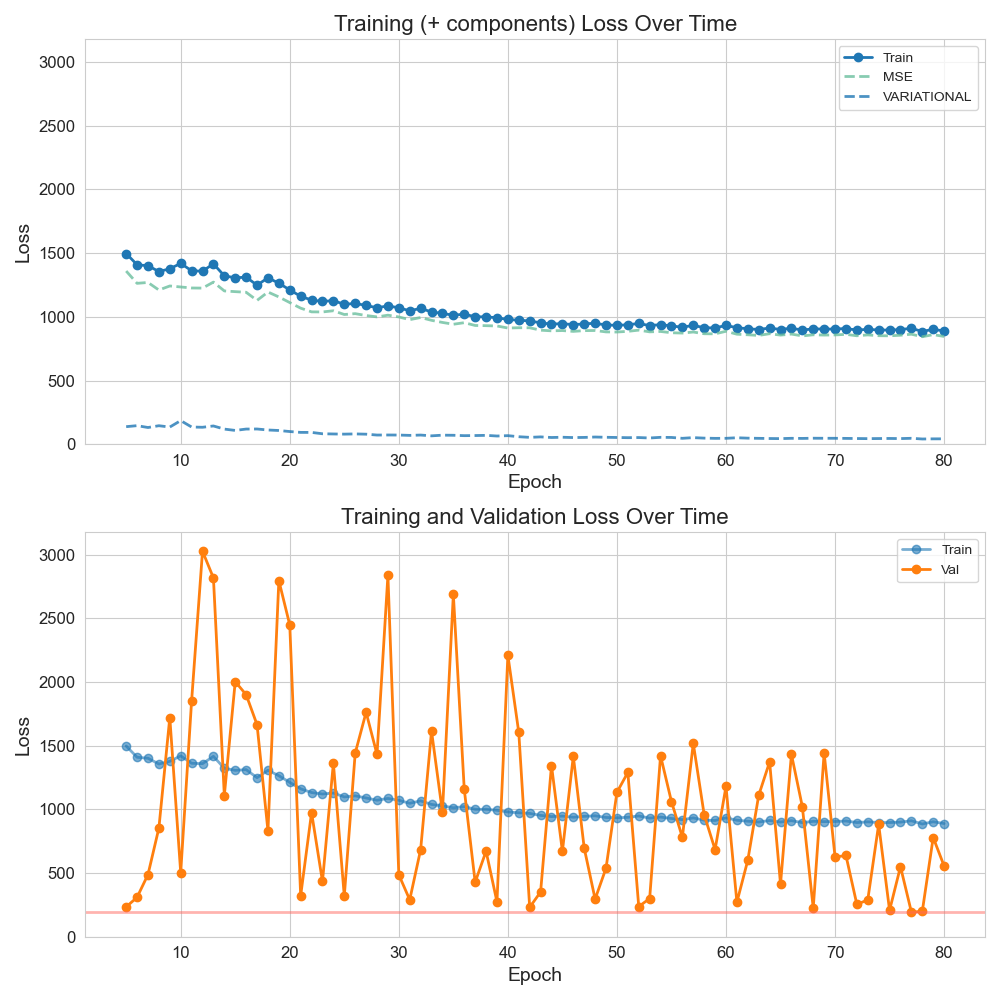 Training (+ components) Loss Over Time
3000
2500
2000
1500
1000
500
0
Loss
Train
MSE
VARIATIONAL
10 20 30 40 50 60 70 80
Epoch
Training and Validation Loss Over Time
3000
2500
2000
1500
1000
500
0
Loss
Train
Val
10 20 30 40 50 60 70 80
Epoch